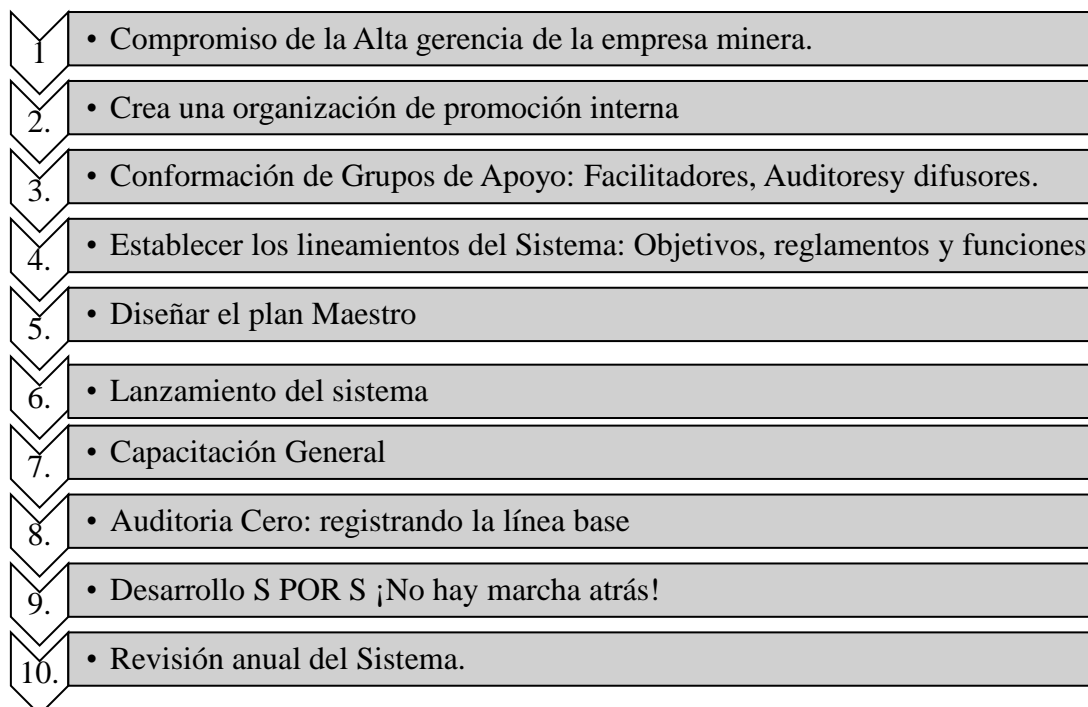 1 • Compromiso de la Alta gerencia de la empresa minera.
2. • Crea una organización de promoción interna
3. • Conformación de Grupos de Apoyo: Facilitadores, Auditoresy difusores.
4. • Establecer los lineamientos del Sistema: Objetivos, reglamentos y funciones
5. • Diseñar el plan Maestro
6. • Lanzamiento del sistema
7. • Capacitación General
8. • Auditoria Cero: registrando la línea base
9. • Desarrollo S POR S ¡No hay marcha atrás!
10. • Revisión anual del Sistema.